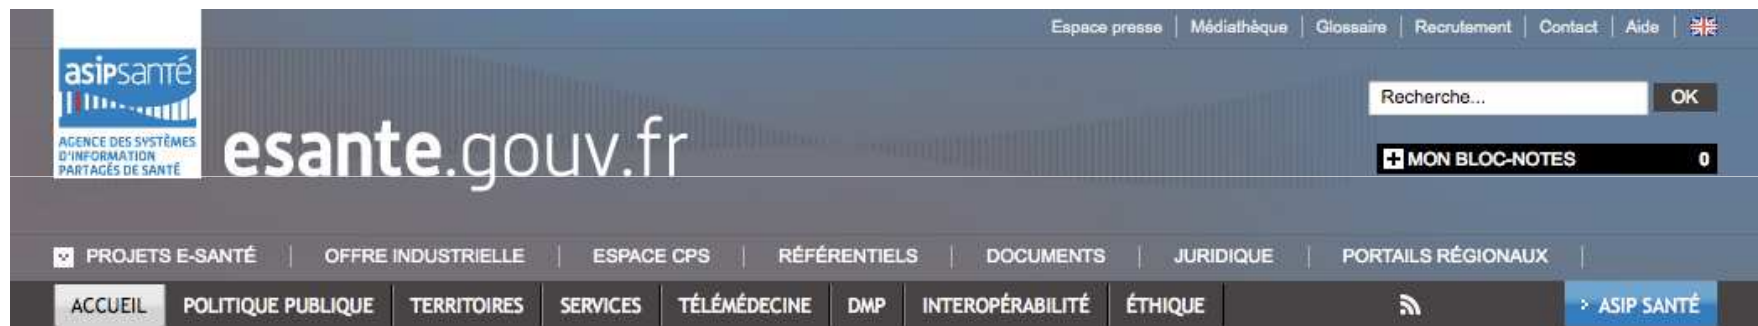 Espace presse | Médiathèque | Glossaire | Recrutement | Contact | Aide
asipsanté
AGENCE DES SYSTÈMES
D'INFORMATION
PARTAGÉS DE SANTÉ
esante.gouv.fr
Recherche... OK
MON BLOC-NOTES 0
PROJETS E-SANTÉ | OFFRE INDUSTRIELLE | ESPACE CPS | RÉFÉRENTIELS | DOCUMENTS | JURIDIQUE | PORTAILS RÉGIONAUX |
ACCUEIL POLITIQUE PUBLIQUE TERRITOIRES SERVICES TÉLÉMÉDECINE DMP INTEROPÉRABILITÉ ÉTHIQUE ASIP SANTÉ